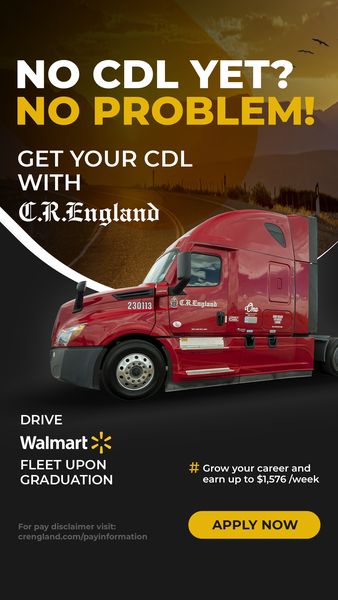 NO CDL YET?
NO PROBLEM!
GET YOUR CDL
WITH
C.R.England
230113
C.R.England
DRIVE
Walmart
FLEET UPON
GRADUATION
# Grow your career and
earn up to $1,576 /week
For pay disclaimer visit:
crengland.com/payinformation
APPLY NOW